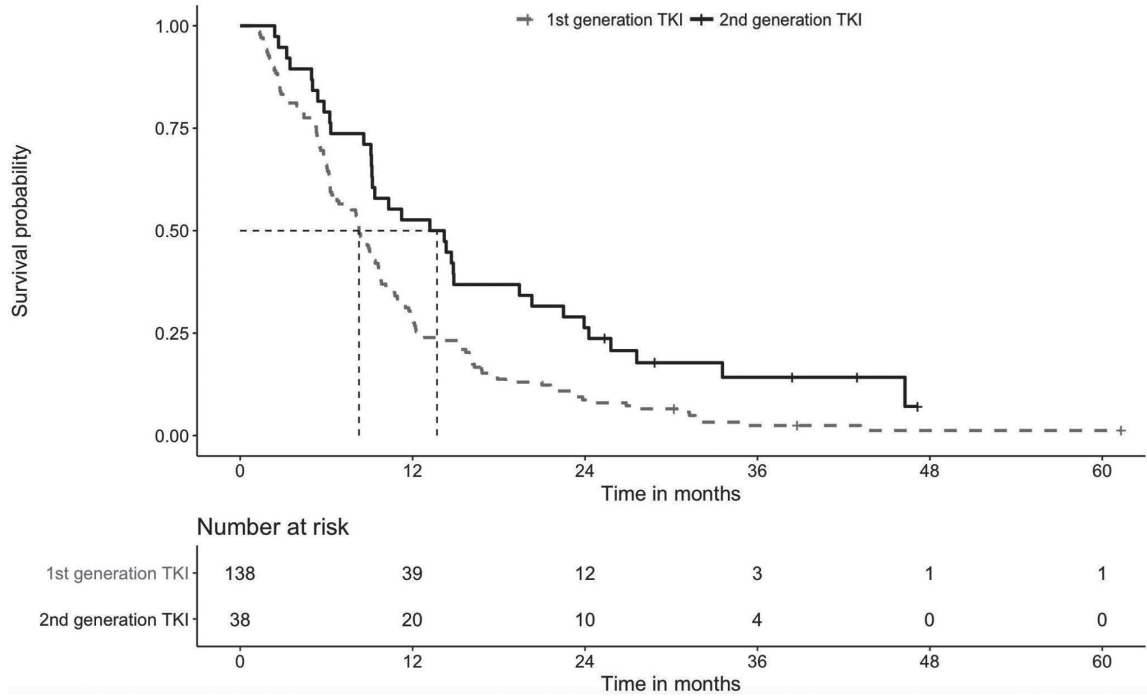 1st generation TKI 2nd generation TKI
Survival probability
1.00
0.75
0.50
0.25
0.00
0 12 24 36 48 60
Time in months
Number at risk
1st generation TKI 138 39 12 3 1 1
2nd generation TKI 38 20 10 4 0 0
0 12 24 36 48 60
Time in months